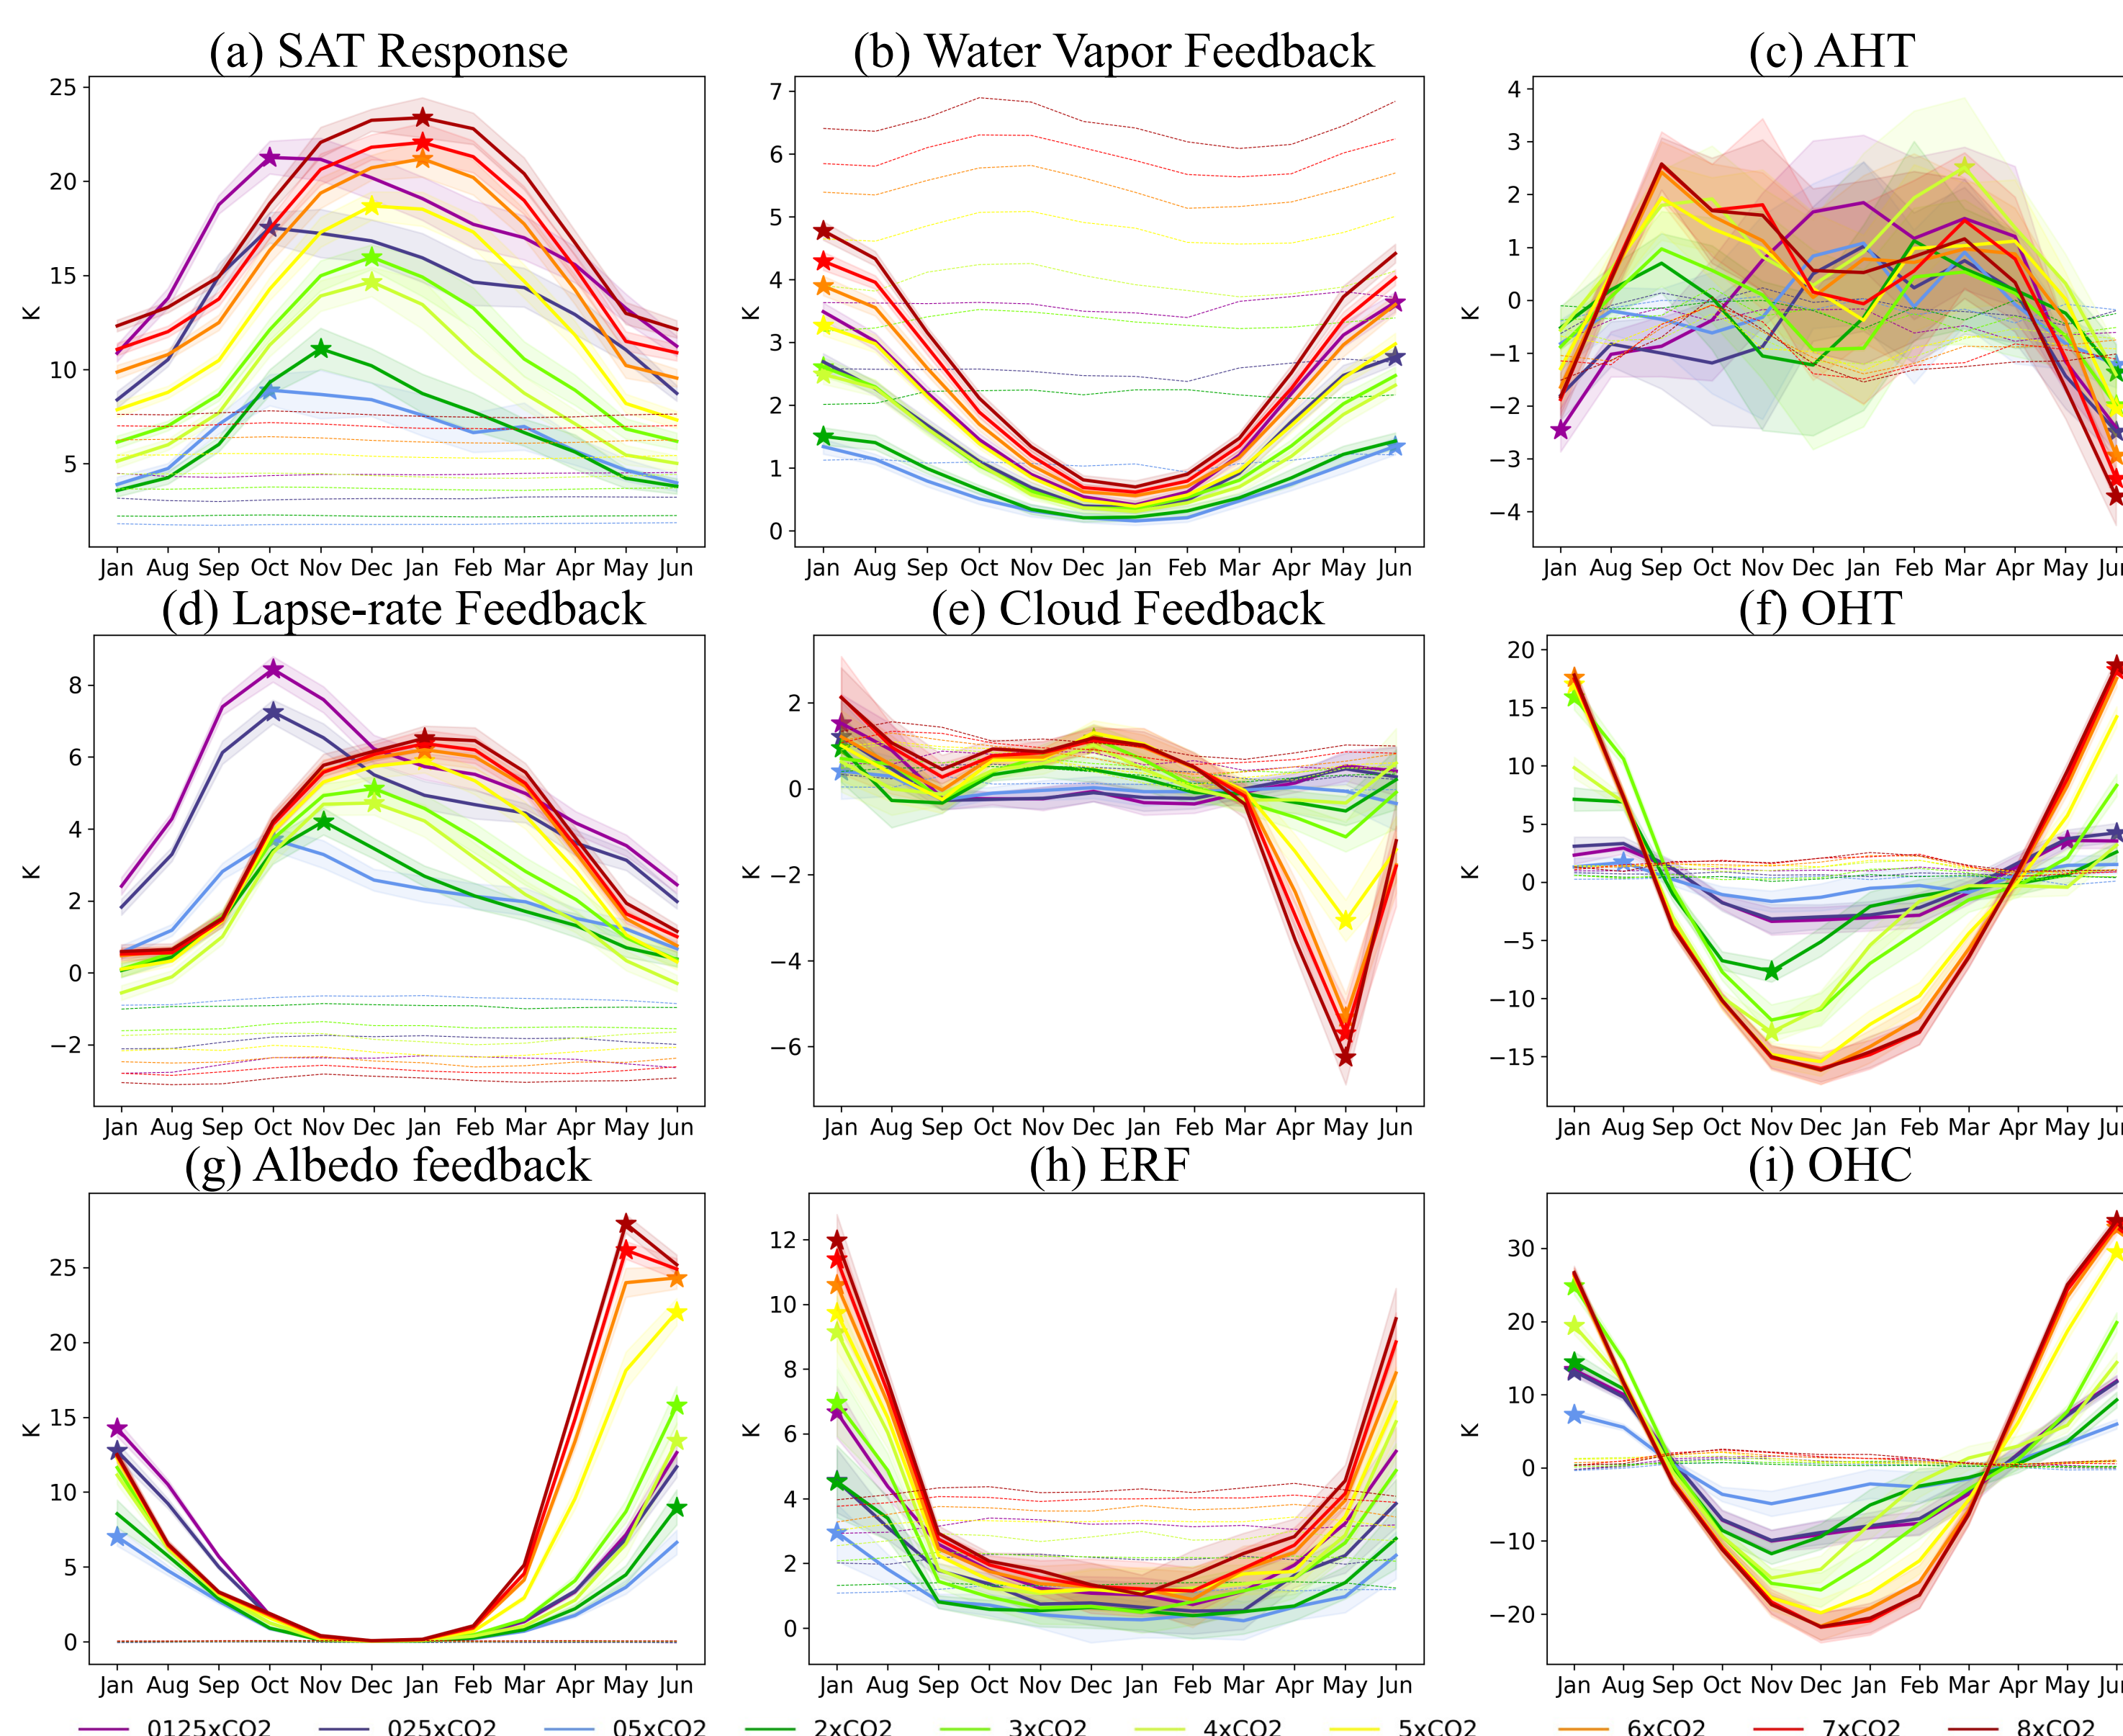 (a) SAT Response
(b) Water Vapor Feedback
(c) AHT
25
20
15
10
5
K
Jan Aug Sep Oct Nov Dec Jan Feb Mar Apr May Jun
7
6
5
4
3
2
1
0
K
Jan Aug Sep Oct Nov Dec Jan Feb Mar Apr May Jun
4
3
2
1
0
−1
−2
−3
−4
K
Jan Aug Sep Oct Nov Dec Jan Feb Mar Apr May Ju
(d) Lapse-rate Feedback
(e) Cloud Feedback
(f) OHT
8
6
4
2
0
−2
K
Jan Aug Sep Oct Nov Dec Jan Feb Mar Apr May Jun
2
0
−2
−4
−6
K
Jan Aug Sep Oct Nov Dec Jan Feb Mar Apr May Jun
20
15
10
5
0
−5
−10
−15
K
Jan Aug Sep Oct Nov Dec Jan Feb Mar Apr May Ju
(g) Albedo feedback
(h) ERF
(i) OHC
25
20
15
10
5
0
K
Jan Aug Sep Oct Nov Dec Jan Feb Mar Apr May Jun
12
10
8
6
4
2
0
K
Jan Aug Sep Oct Nov Dec Jan Feb Mar Apr May Jun
30
20
10
0
−10
−20
K
Jan Aug Sep Oct Nov Dec Jan Feb Mar Apr May Ju
0125xCO2 025xCO2 05xCO2 2xCO2 3xCO2 4xCO2 5xCO2 6xCO2 7xCO2 8xCO2